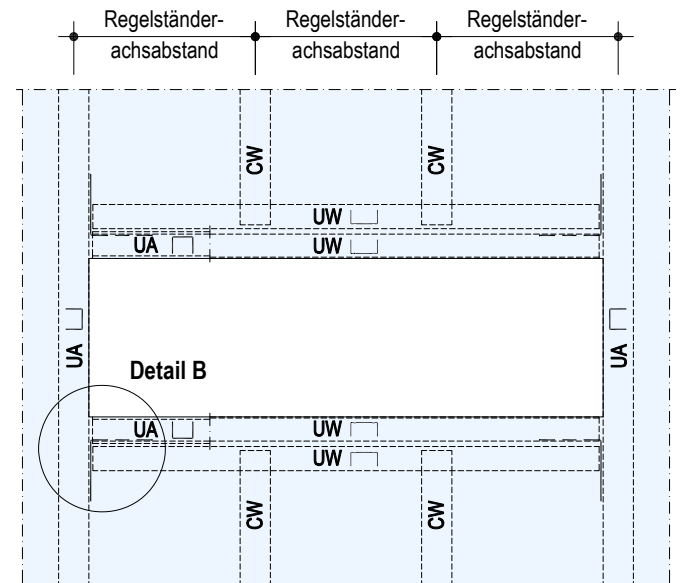 Regelständer-
achsabstand
Regelständer-
achsabstand
Regelständer-
achsabstand
CW
CW
UW
UA
UW
UA
UA
Detail B
UA
UW
UW
CW
CW